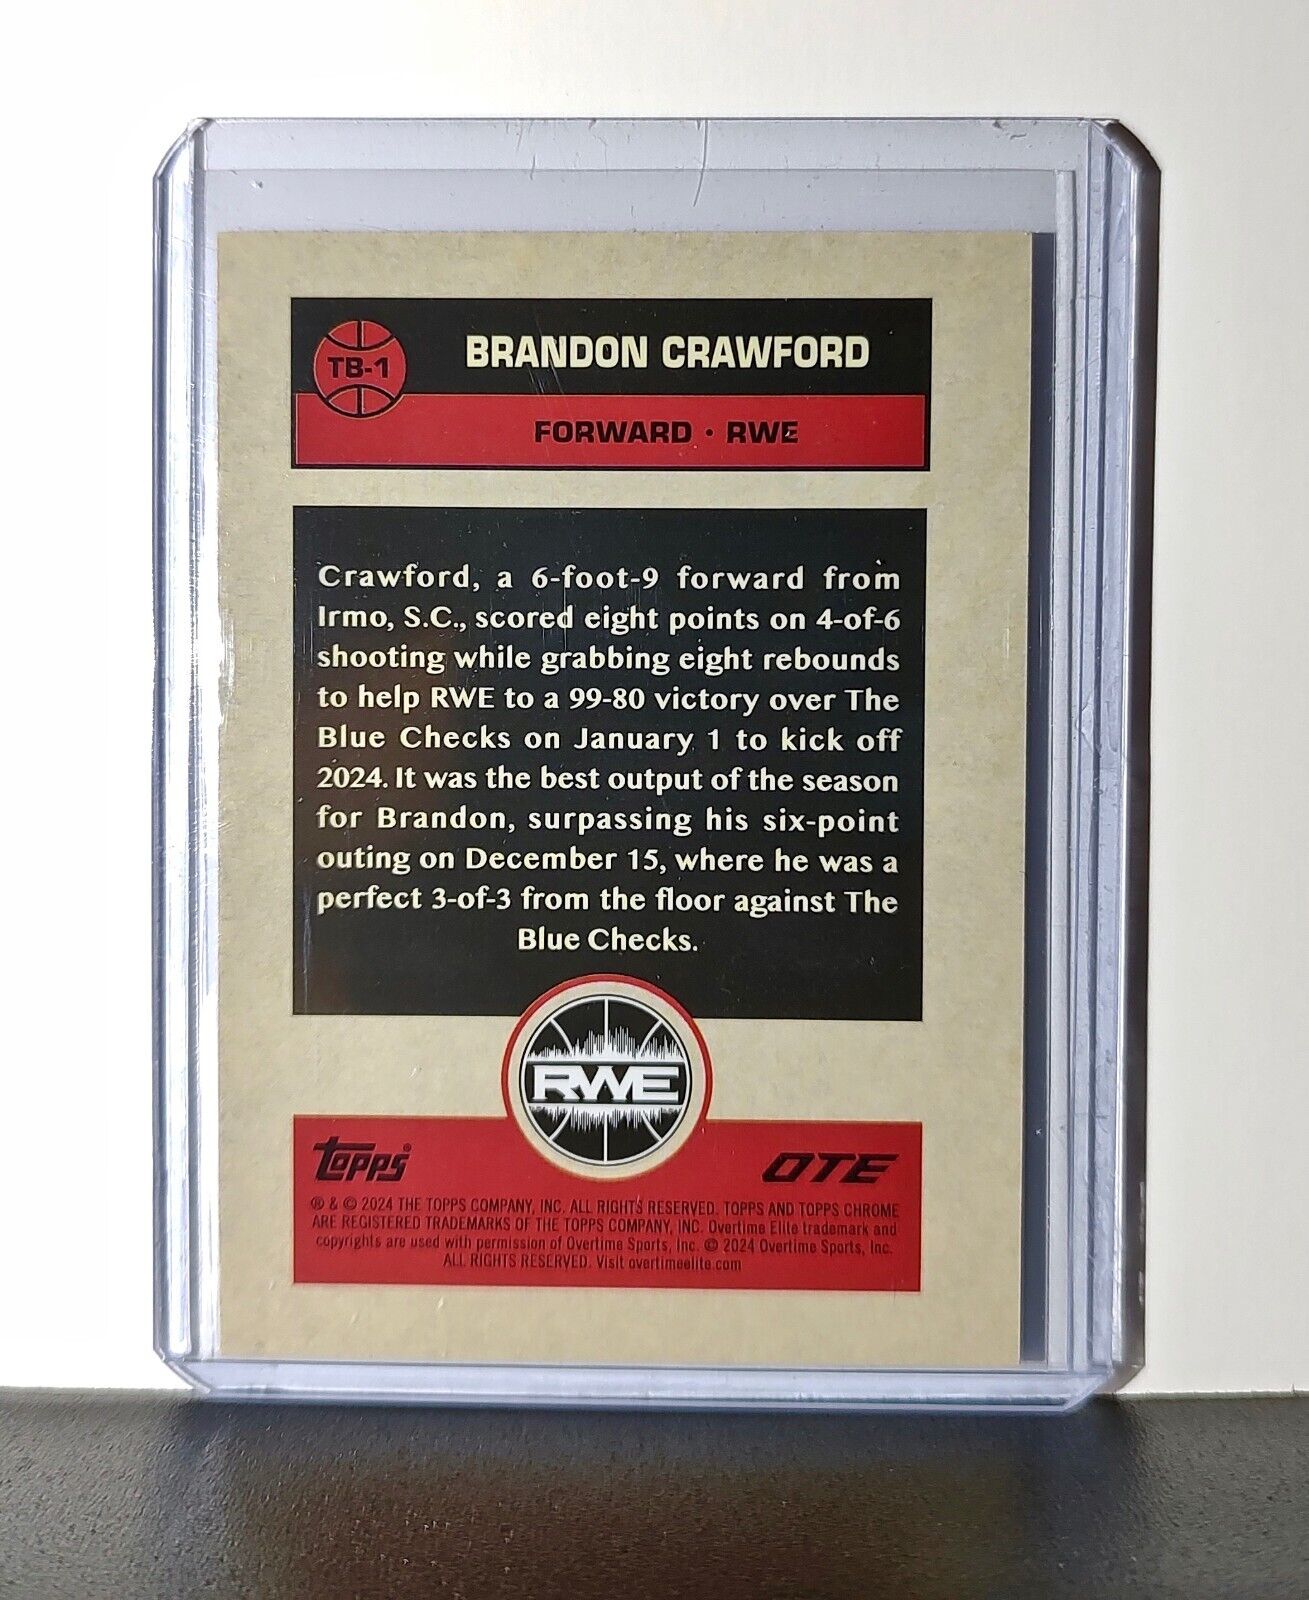 TB-1
BRANDON CRAWFORD
FORWARD · RWE
Crawford, a 6-foot-9 forward from
Irmo, S.C., scored eight points on 4-of-6
shooting while grabbing eight rebounds
to help RWE to a 99-80 victory over The
Blue Checks on January 1 to kick off
2024. It was the best output of the season
for Brandon, surpassing his six-point
outing on December 15, where he was a
perfect 3-of-3 from the floor against The
Blue Checks.
RWE
topps® OTE
® & © 2024 THE TOPPS COMPANY, INC. ALL RIGHTS RESERVED. TOPPS AND TOPPS CHROME
ARE REGISTERED TRADEMARKS OF THE TOPPS COMPANY, INC. Overtime Elite trademark and
copyrights are used with permission of Overtime Sports, Inc. © 2024 Overtime Sports, Inc.
ALL RIGHTS RESERVED. Visit overtimeelite.com